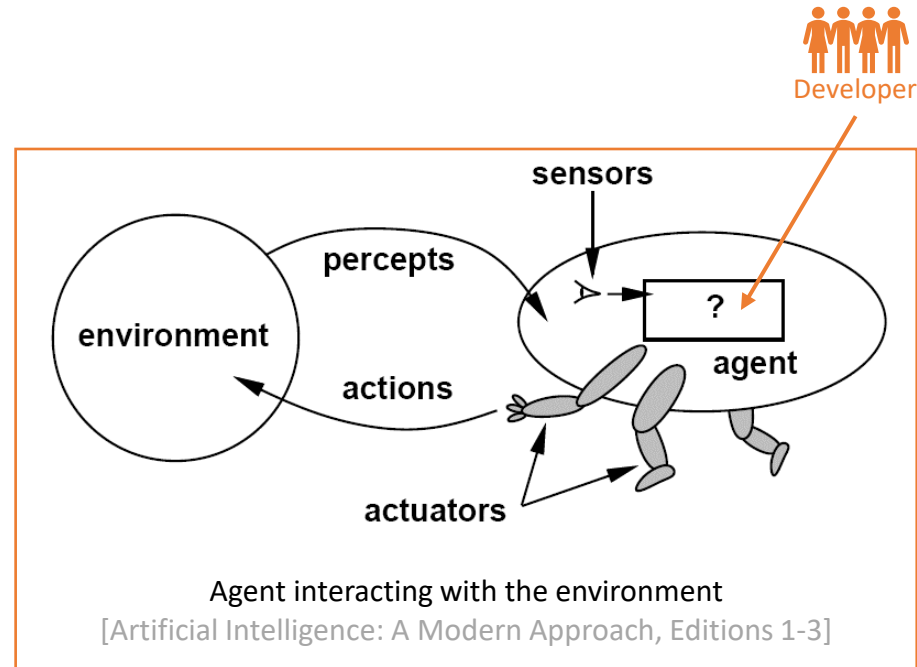 Developer
sensors
percepts
environment
?
agent
actions
actuators
Agent interacting with the environment
[Artificial Intelligence: A Modern Approach, Editions 1-3]